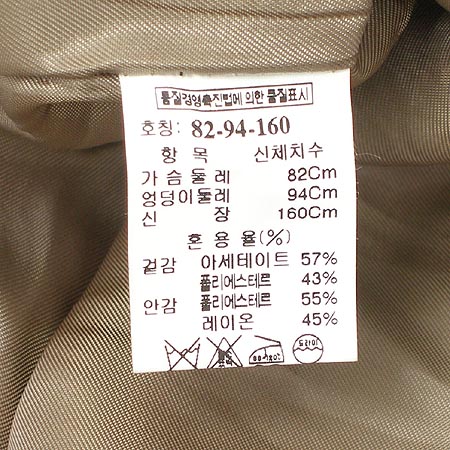 품질경영촉진법에 의한 품질표시
호칭: 82-94-160
항 목 신체치수
가 슴 둘 레 82Cm
엉덩이둘레 94Cm
신 장 160Cm
혼 용 율(%)
겉감 아세테이트 57%
폴리에스테르 43%
안감 폴리에스테르 55%
레이온 45%
드라이